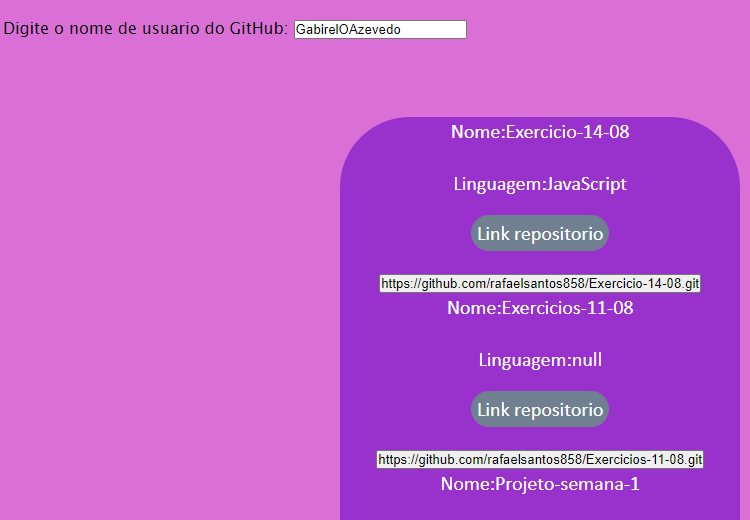 Digite o nome de usuario do GitHub: GabirelOAzevedo
Nome:Exercicio-14-08
Linguagem:JavaScript
Link repositorio
https://github.com/rafaelsantos858/Exercicio-14-08.git
Nome:Exercicios-11-08
Linguagem:null
Link repositorio
https://github.com/rafaelsantos858/Exercicios-11-08.git
Nome:Projeto-semana-1